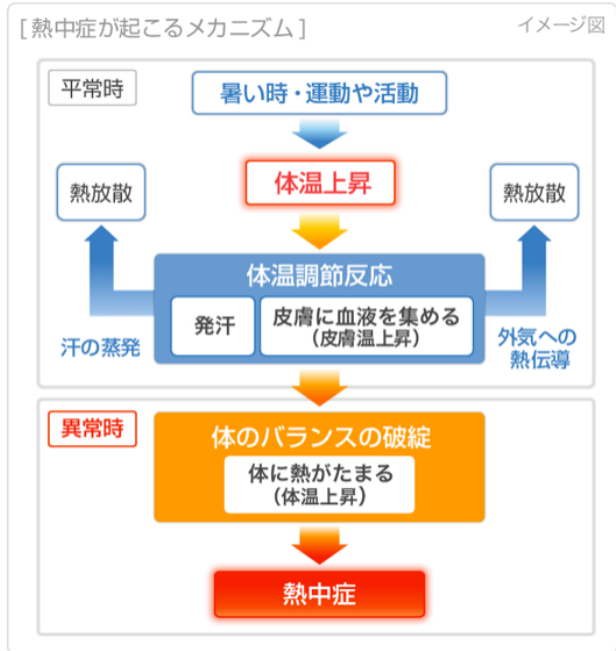 [熱中症が起こるメカニズム]
イメージ図
平常時
暑い時・運動や活動
体温上昇
熱放散
熱放散
体温調節反応
発汗
皮膚に血液を集める
(皮膚温上昇)
汗の蒸発
外気への
熱伝導
異常時
体のバランスの破綻
体に熱がたまる
(体温上昇)
熱中症